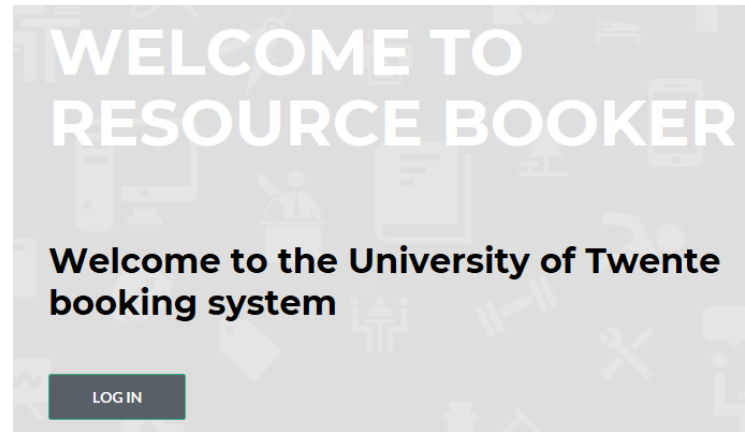 WELCOME TO
RESOURCE BOOKER
Welcome to the University of Twente
booking system
LOG IN